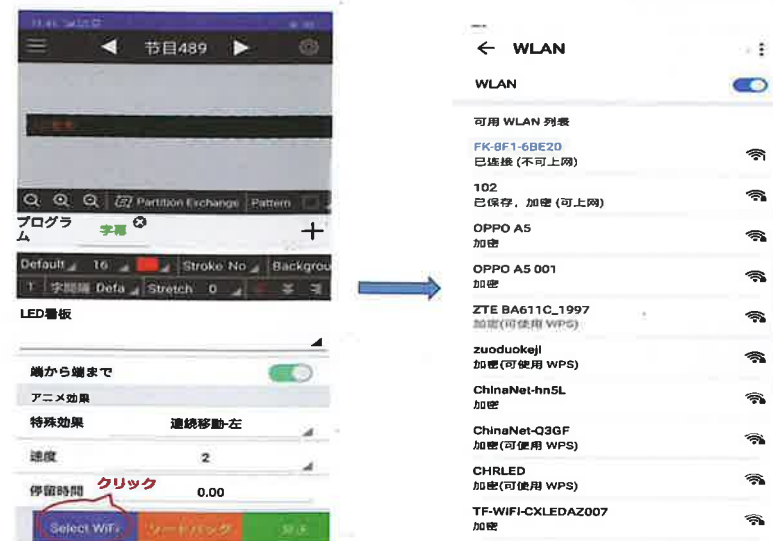 节目489
Partition Exchange Pattern
プログラ
ム
字幕
Default 16 Stroke No Backgrou
T 字間隔 Defa Stretch 0
LED看板
端から端まで
アニメ効果
特殊効果 連続移動-左
速度 2
停留時間 0.00
クリック
Select WiFi
← WLAN
WLAN
可用 WLAN 列表
FK-8F1-6BE20
已连接 (不可上网)
102
已保存，加密 (可上网)
OPPO A5
加密
OPPO A5 001
加密
ZTE BA611C_1997
加密(可使用 WPS)
zuoduokeji
加密(可使用 WPS)
ChinaNet-hn5L
加密
ChinaNet-Q3GF
加密(可使用 WPS)
CHRLED
加密(可使用 WPS)
TF-WIFI-CXLEDAZ007
加密